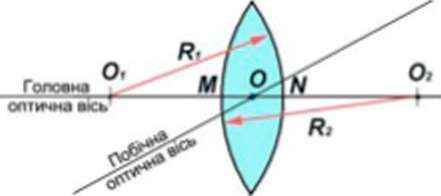 O₁
R₁
M
O
N
O₂
Головна
оптична вісь
R₂
Побічна
оптична вісь